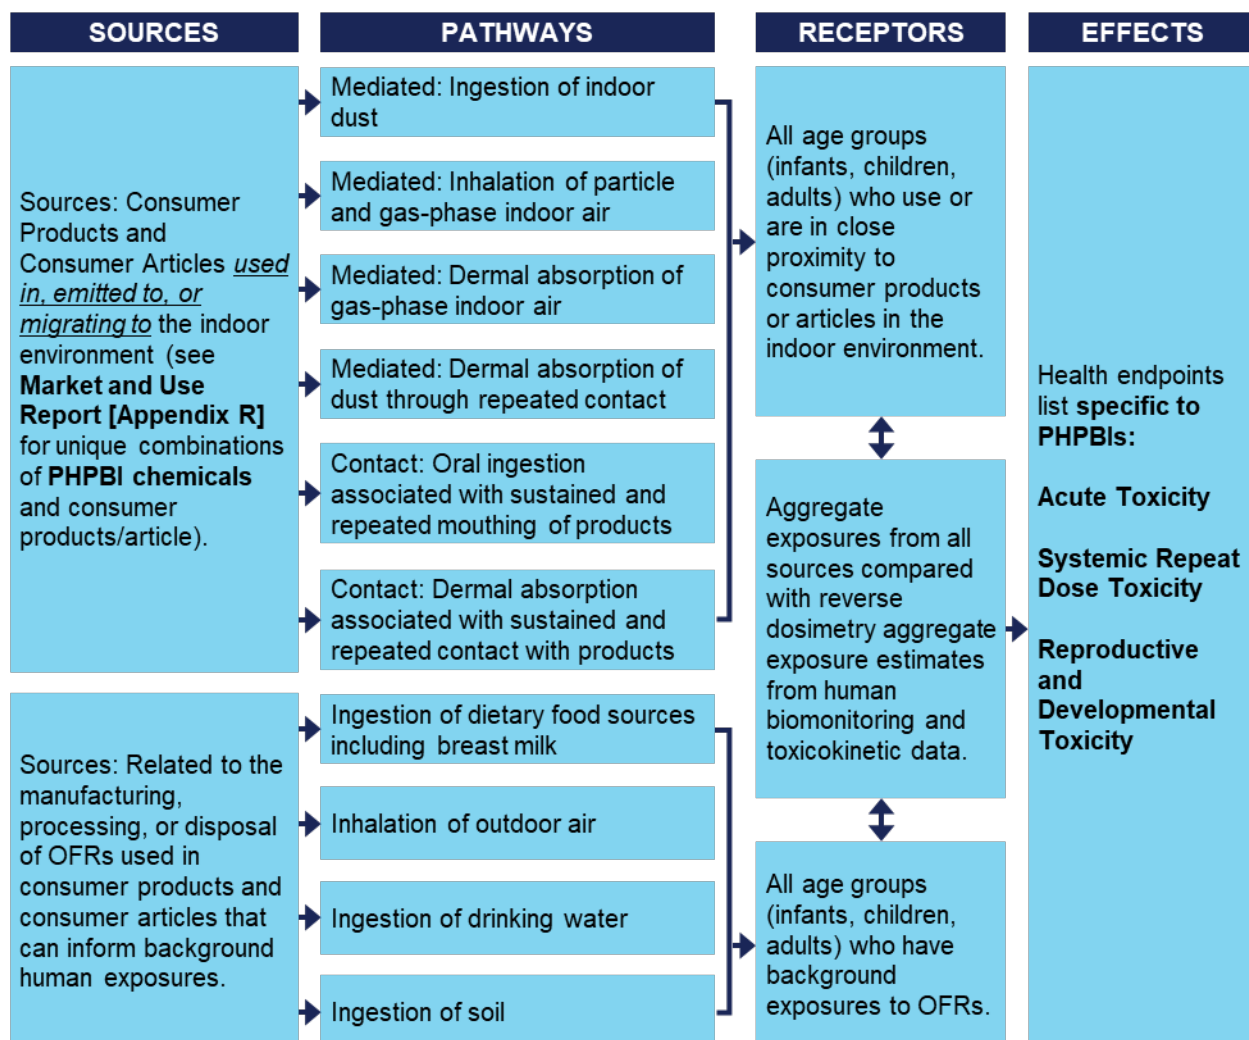 SOURCES
PATHWAYS
RECEPTORS
EFFECTS
Sources: Consumer
Products and
Consumer Articles used
in, emitted to, or
migrating to the indoor
environment (see
Market and Use
Report [Appendix R]
for unique combinations
of PHPBI chemicals
and consumer
products/article).
Sources: Related to the
manufacturing,
processing, or disposal
of OFRs used in
consumer products and
consumer articles that
can inform background
human exposures.
Mediated: Ingestion of indoor
dust
Mediated: Inhalation of particle
and gas-phase indoor air
Mediated: Dermal absorption of
gas-phase indoor air
Mediated: Dermal absorption of
dust through repeated contact
Contact: Oral ingestion
associated with sustained and
repeated mouthing of products
Contact: Dermal absorption
associated with sustained and
repeated contact with products
Ingestion of dietary food sources
including breast milk
Inhalation of outdoor air
Ingestion of drinking water
Ingestion of soil
All age groups
(infants, children,
adults) who use or
are in close
proximity to
consumer products
or articles in the
indoor environment.
Aggregate
exposures from all
sources compared
with reverse
dosimetry aggregate
exposure estimates
from human
biomonitoring and
toxicokinetic data.
All age groups
(infants, children,
adults) who have
background
exposures to OFRs.
Health endpoints
list specific to
PHPBIs:
Acute Toxicity
Systemic Repeat
Dose Toxicity
Reproductive
and
Developmental
Toxicity